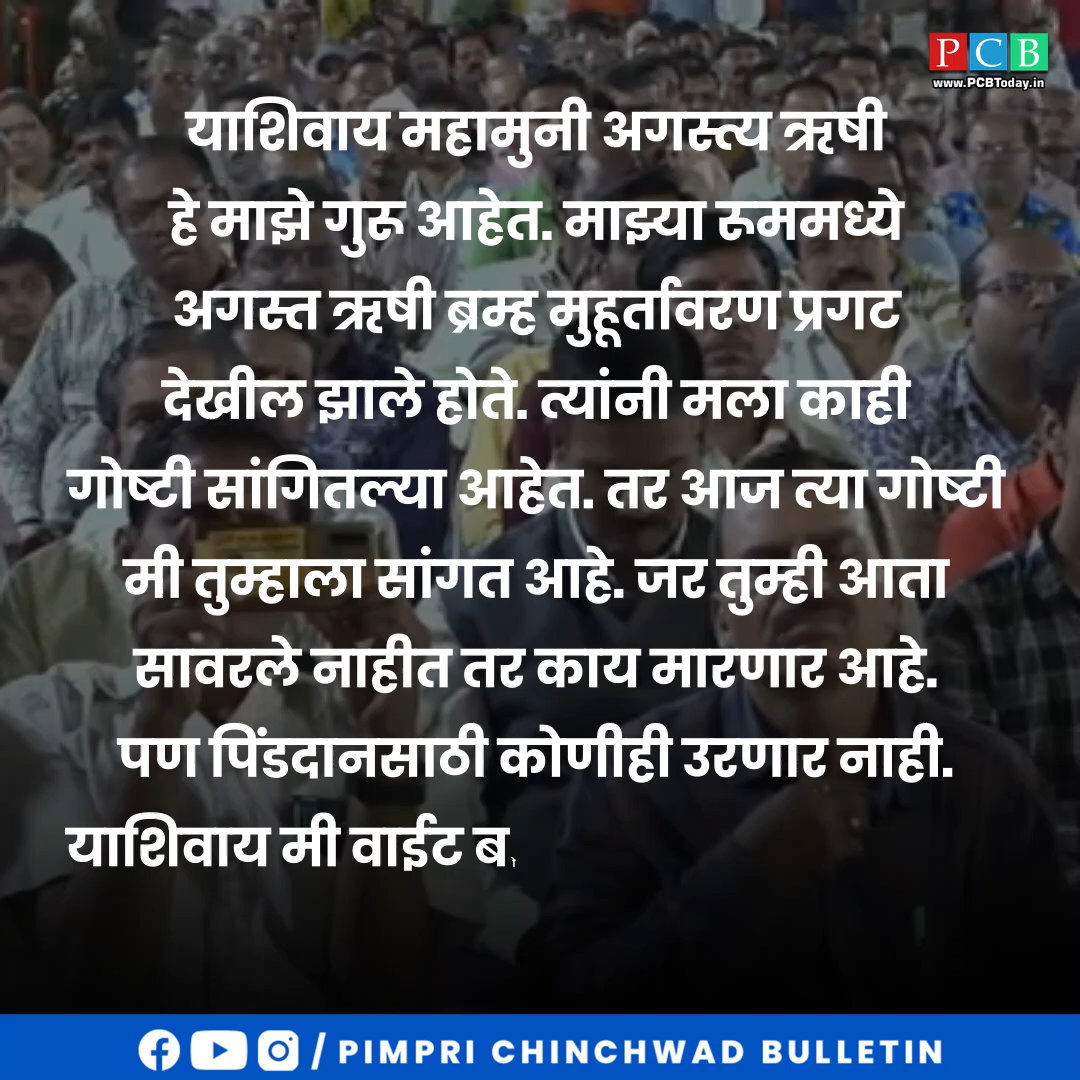 PCB
www.PCBToday.in
याशिवाय महामुनी अगस्त्य ऋषी
हे माझे गुरू आहेत. माझ्या रूममध्ये
अगस्त ऋषी ब्रम्ह मुहूर्तावरण प्रगट
देखील झाले होते. त्यांनी मला काही
गोष्टी सांगितल्या आहेत. तर आज त्या गोष्टी
मी तुम्हाला सांगत आहे. जर तुम्ही आता
सावरले नाहीत तर काय मारणार आहे.
पण पिंडदानसाठी कोणीही उरणार नाही.
याशिवाय मी वाईट
/ PIMPRI CHINCHWAD BULLETIN